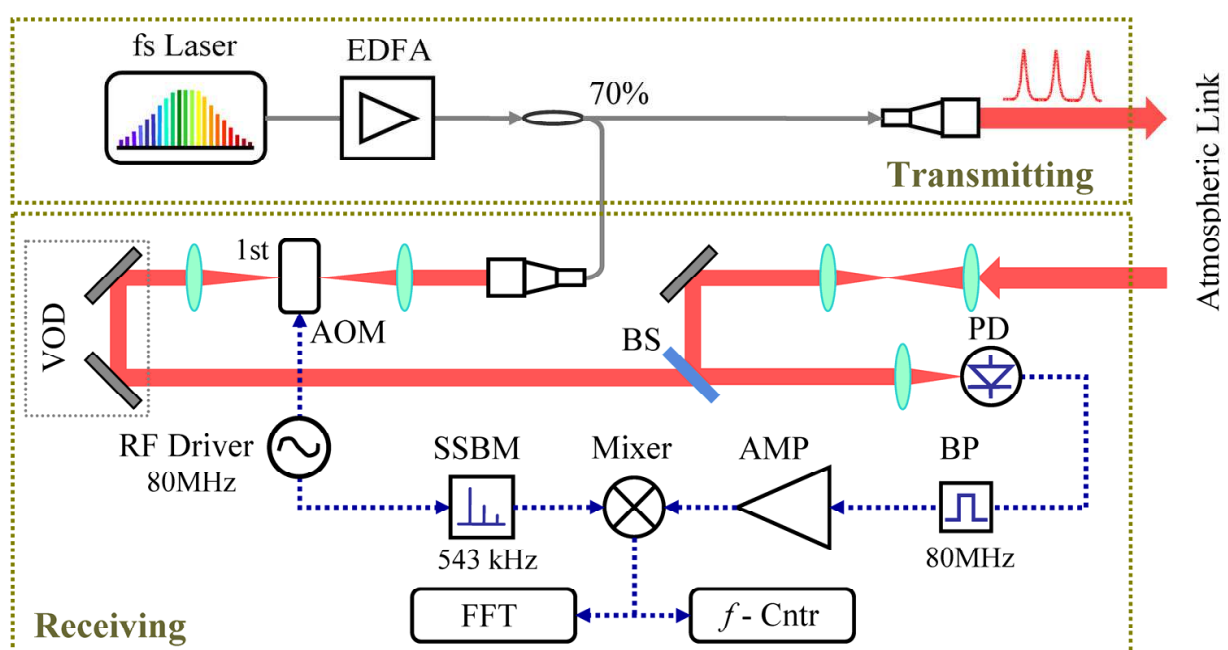 fs Laser
EDFA
70%
Transmitting
Atmospheric Link
1st
AOM
VOD
BS
PD
RF Driver
80MHz
SSBM
543 kHz
Mixer
AMP
BP
80MHz
FFT
f - Cntr
Receiving